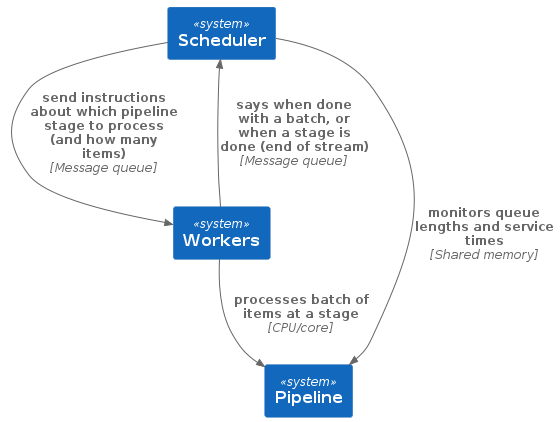 «system»
Scheduler
send instructions
about which pipeline
stage to process
(and how many
items)
[Message queue]
says when done
with a batch, or
when a stage is
done (end of stream)
[Message queue]
monitors queue
lengths and service
times
[Shared memory]
«system»
Workers
processes batch of
items at a stage
[CPU/core]
«system»
Pipeline